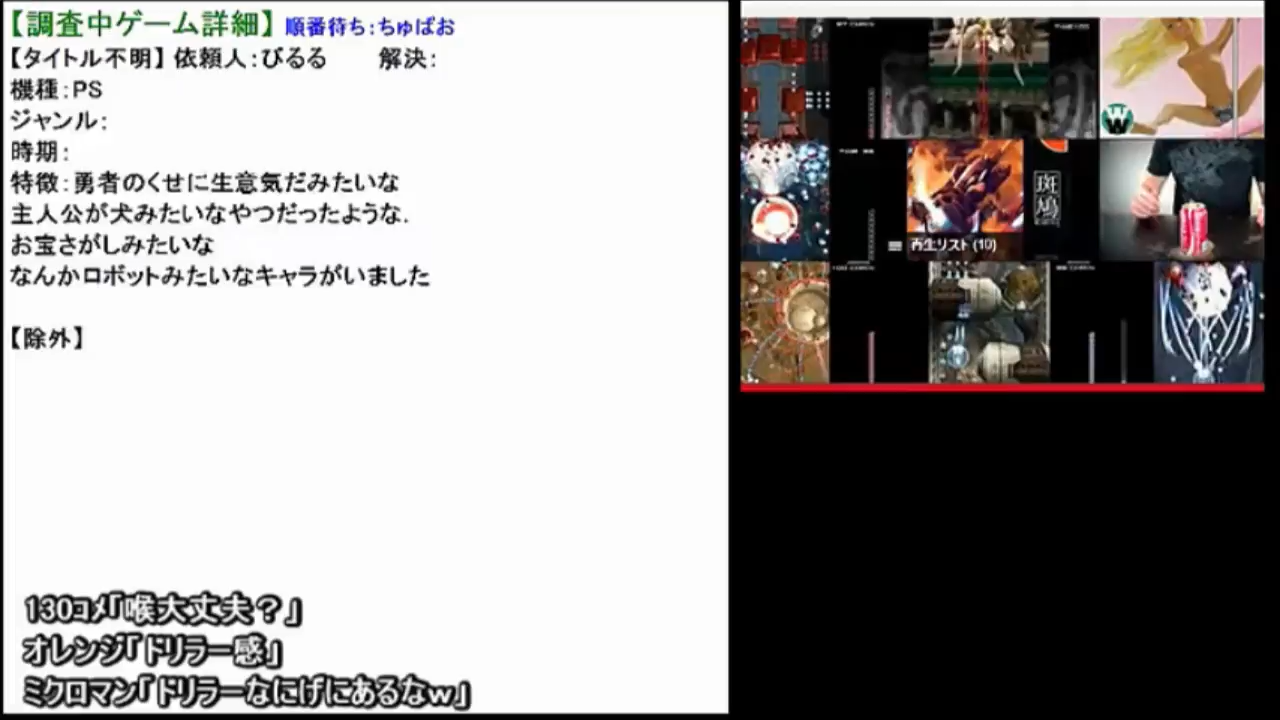 【調査中ゲーム詳細】 順番待ち：ちゅぱお
【タイトル不明】 依頼人：びるる 解決：
機種：PS
ジャンル：
時期：
特徴：勇者のくせに生意気だみたいな
主人公が犬みたいなやつだったような．
お宝さがしみたいな
なんかロボットみたいなキャラがいました
【除外】
130ｺﾒ「喉大丈夫？」
オレンジ「ドリラー感」
ミクロマン「ドリラーなにげにあるなｗ」
W
斑鳩
再生リスト (10)